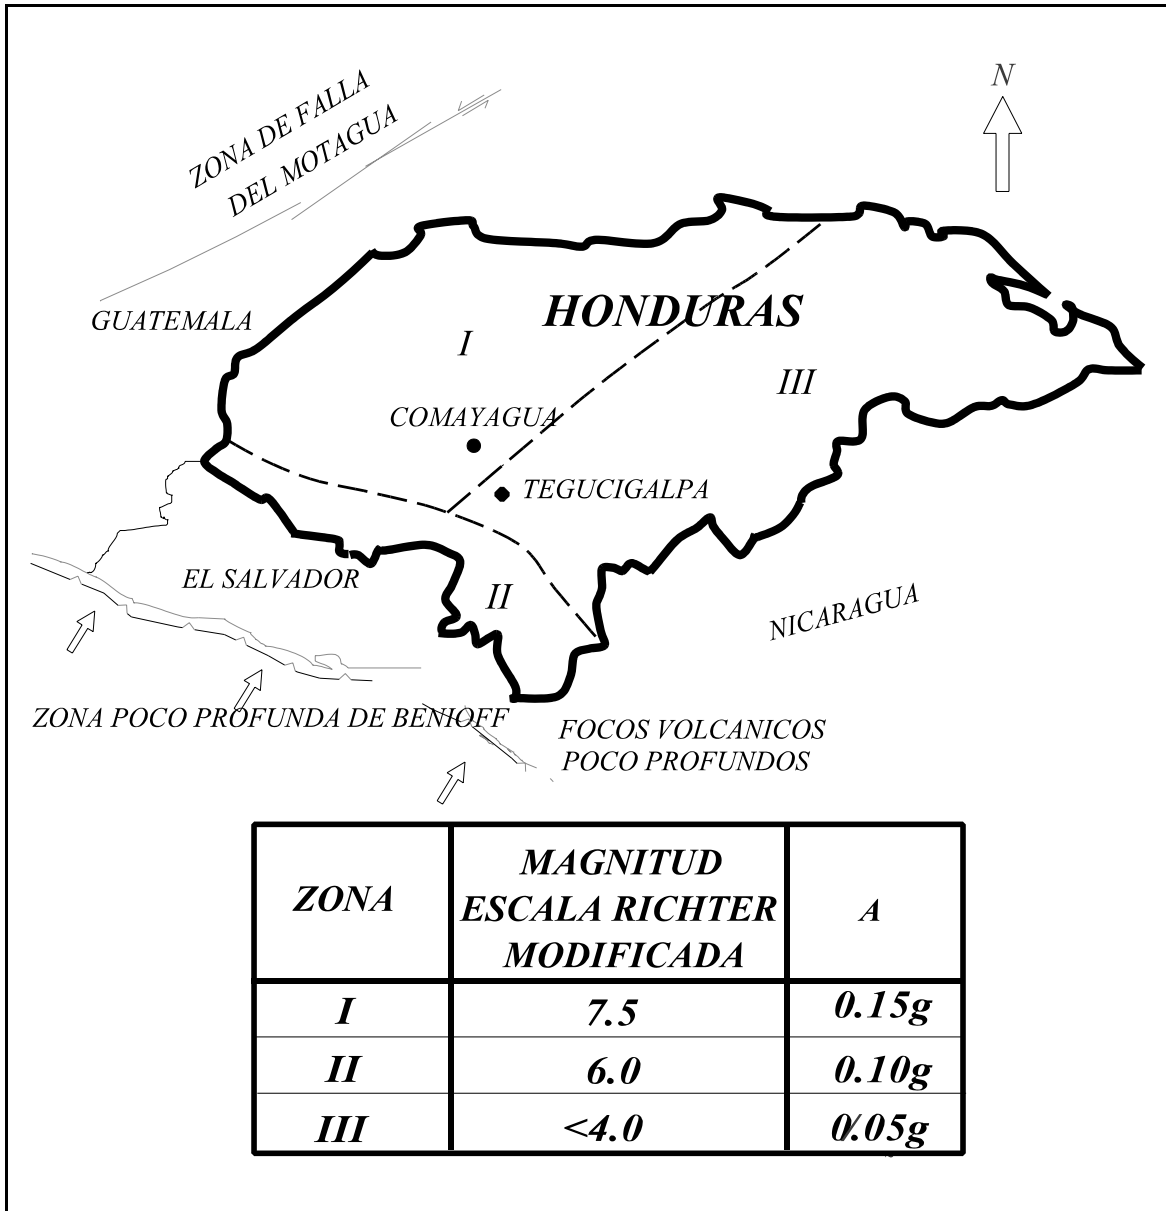 N
ZONA DE FALLA
DEL MOTAGUA
GUATEMALA
HONDURAS
I
III
COMAYAGUA
TEGUCIGALPA
EL SALVADOR
II
NICARAGUA
ZONA POCO PROFUNDA DE BENIOFF
FOCOS VOLCANICOS
POCO PROFUNDOS
ZONA
MAGNITUD
ESCALA RICHTER
MODIFICADA
A
I 7.5 0.15g
II 6.0 0.10g
III <4.0 0.05g